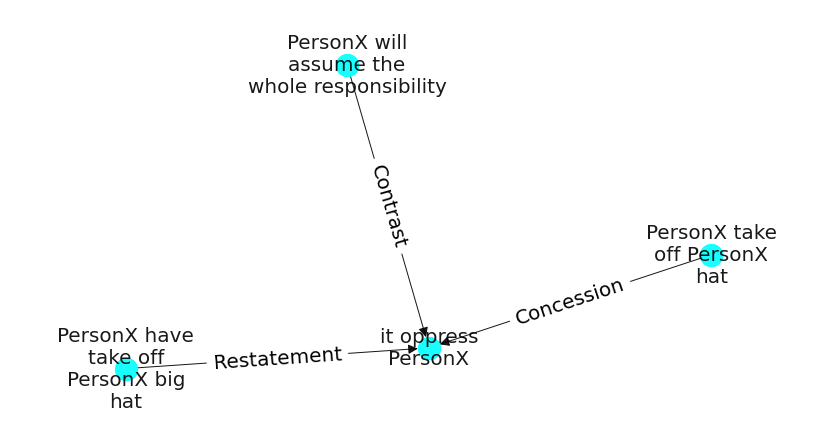 PersonX will
assume the
whole responsibility
Contrast
PersonX take
off PersonX
hat
Concession
it oppress
PersonX
Restatement
PersonX have
take off
PersonX big
hat